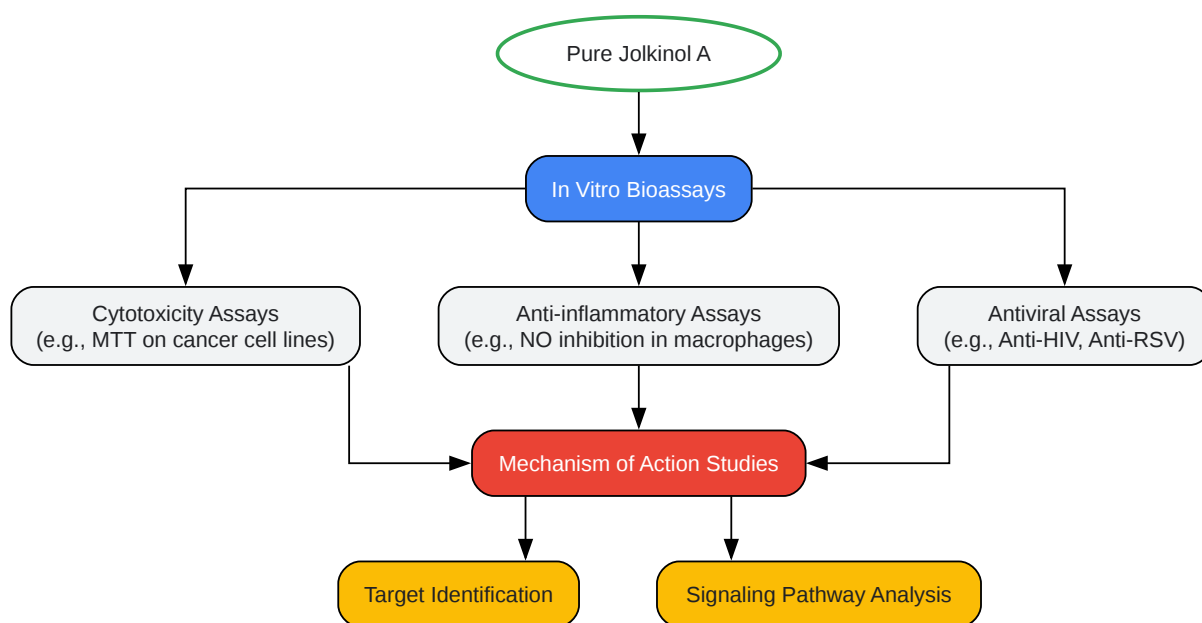 Pure Jolkinol A
In Vitro Bioassays
Cytotoxicity Assays
(e.g., MTT on cancer cell lines)
Anti-inflammatory Assays
(e.g., NO inhibition in macrophages)
Antiviral Assays
(e.g., Anti-HIV, Anti-RSV)
Mechanism of Action Studies
Target Identification
Signaling Pathway Analysis